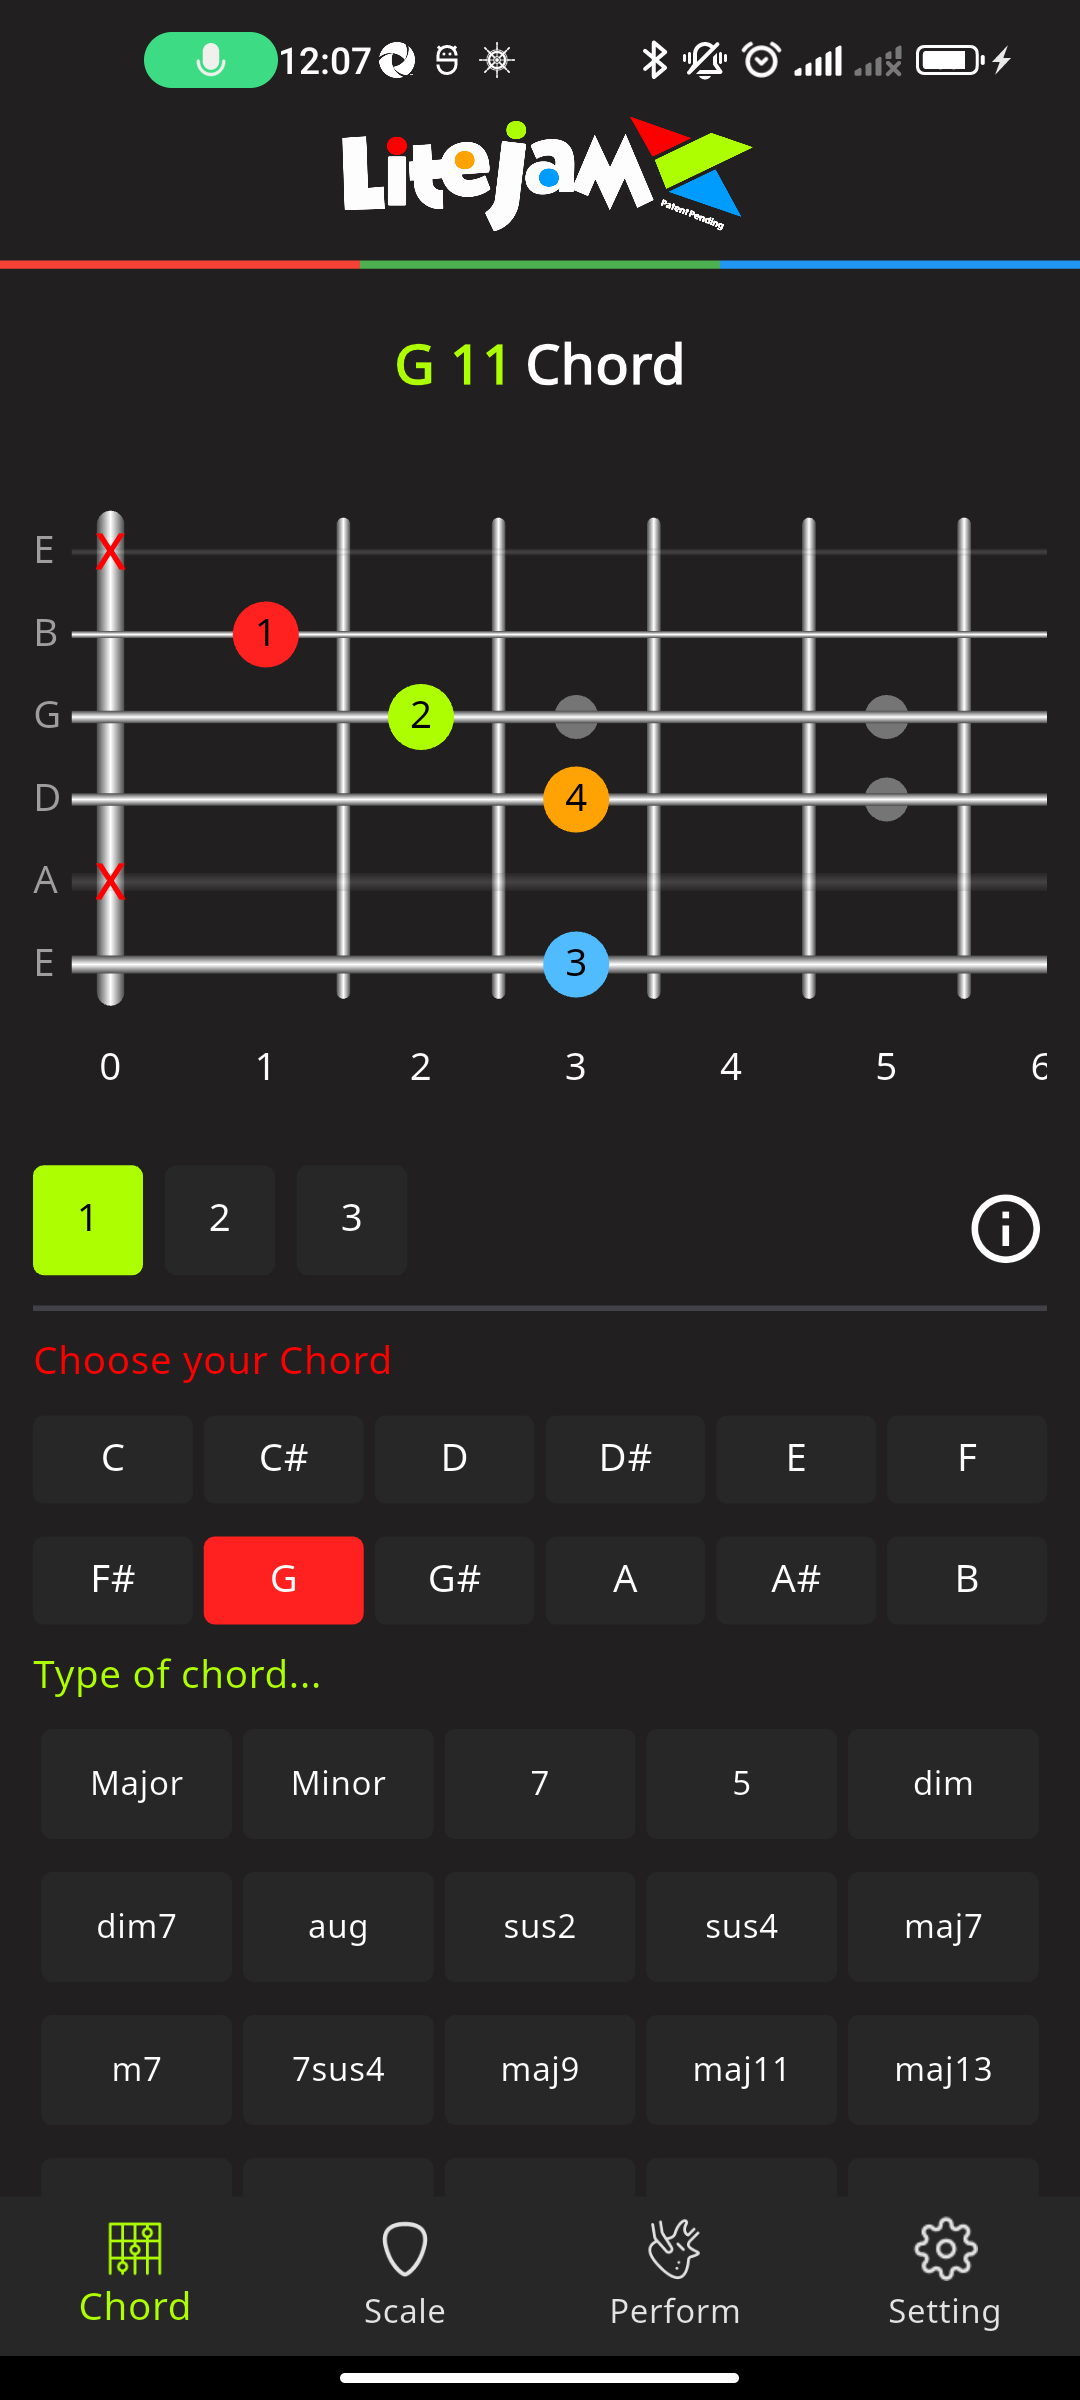 12:07
Litejam
Patent Pending
G 11 Chord
E X
B 1
G 2
D 4
A X
E 3
0 1 2 3 4 5 6
1 2 3
Choose your Chord
C C# D D# E F
F# G G# A A# B
Type of chord...
Major Minor 7 5 dim
dim7 aug sus2 sus4 maj7
m7 7sus4 maj9 maj11 maj13
Chord Scale Perform Setting